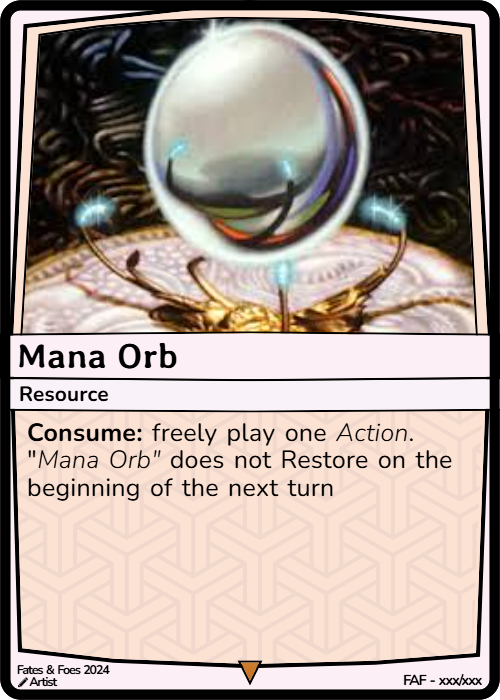 Mana Orb
Resource
Consume: freely play one Action.
"Mana Orb" does not Restore on the
beginning of the next turn
Fates & Foes 2024
Artist
FAF - xxx/xxx